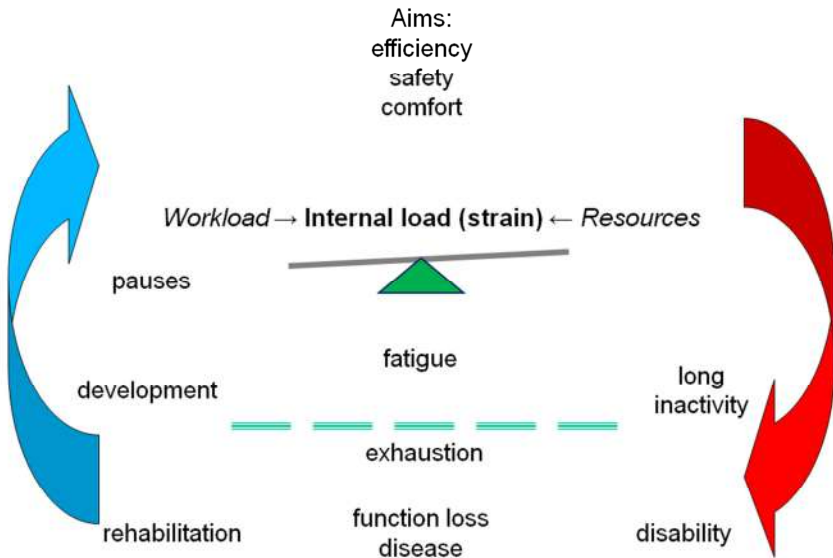 Aims:
efficiency
safety
comfort
Workload → Internal load (strain) ← Resources
pauses
fatigue
development
long
inactivity
exhaustion
rehabilitation
function loss
disease
disability